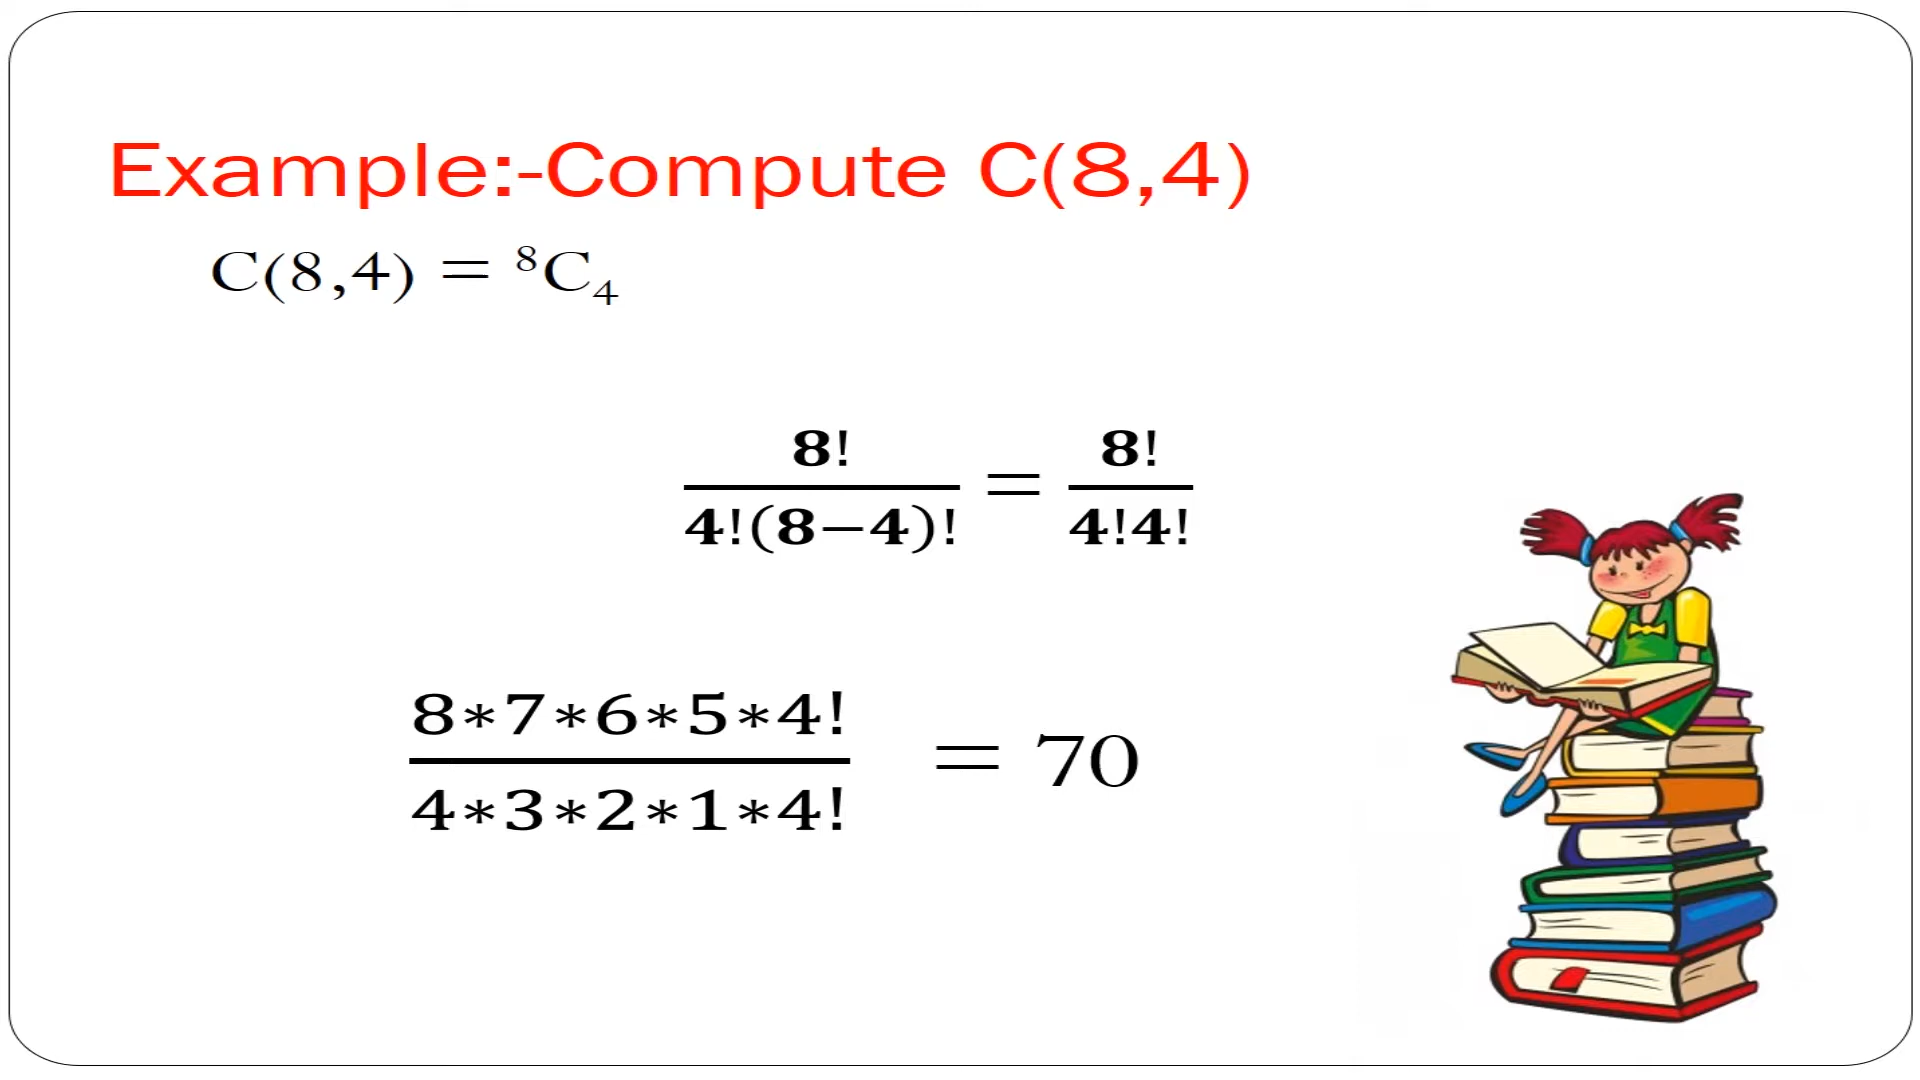 Example:-Compute C(8,4)
C(8,4) = ⁸C₄
8!/4!(8−4)! = 8!/4!4!
8*7*6*5*4!/4*3*2*1*4! = 70